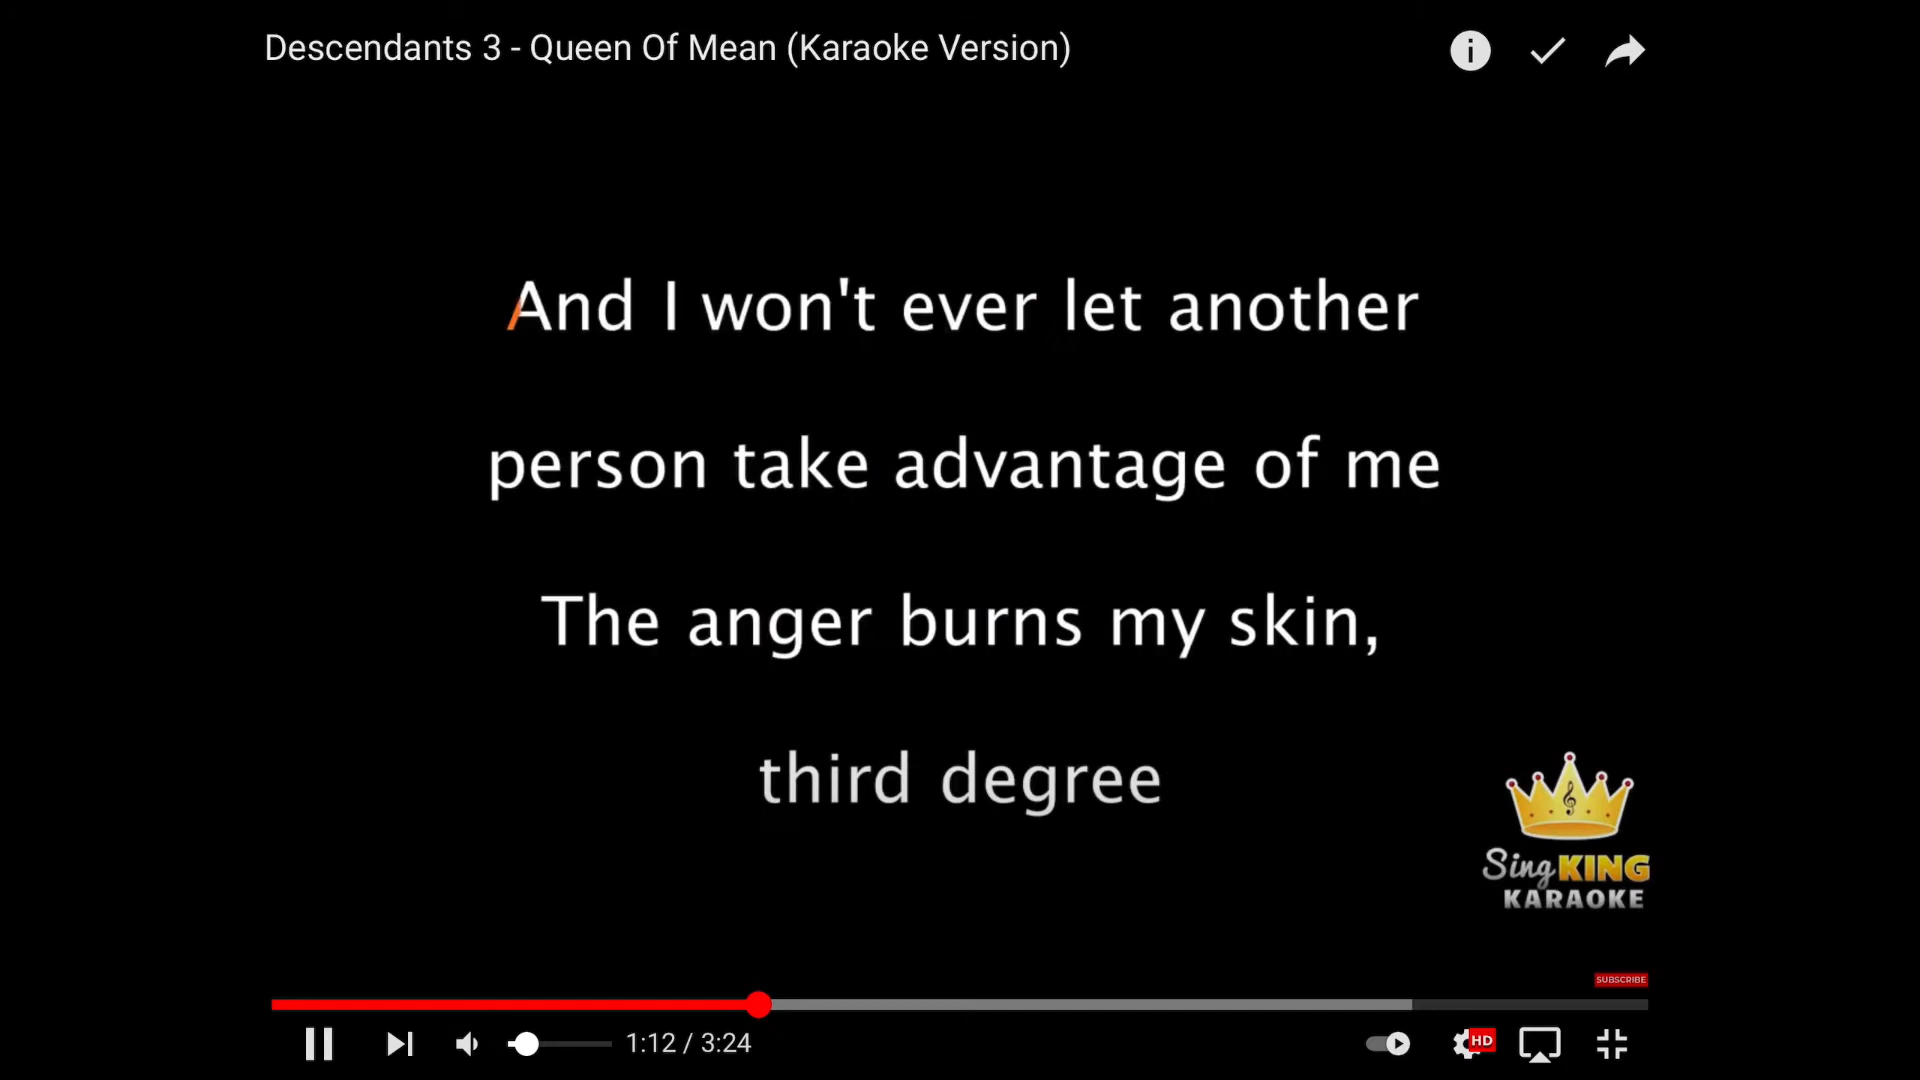 Descendants 3 - Queen Of Mean (Karaoke Version)
And I won't ever let another
person take advantage of me
The anger burns my skin,
third degree
Sing KING
KARAOKE
SUBSCRIBE
1:12 / 3:24
HD